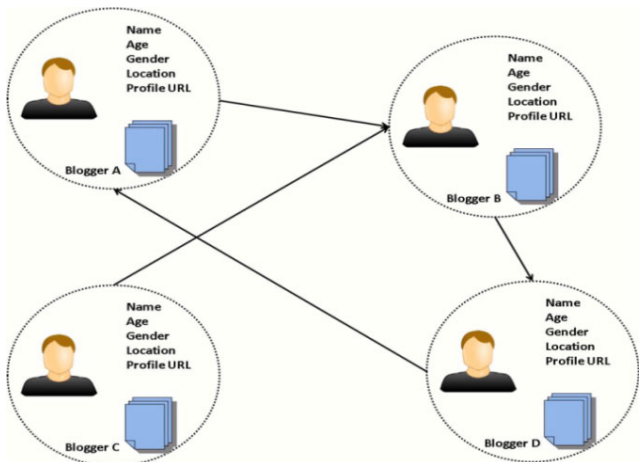 Name
Age
Gender
Location
Profile URL
Blogger A
Name
Age
Gender
Location
Profile URL
Blogger B
Name
Age
Gender
Location
Profile URL
Blogger C
Name
Age
Gender
Location
Profile URL
Blogger D